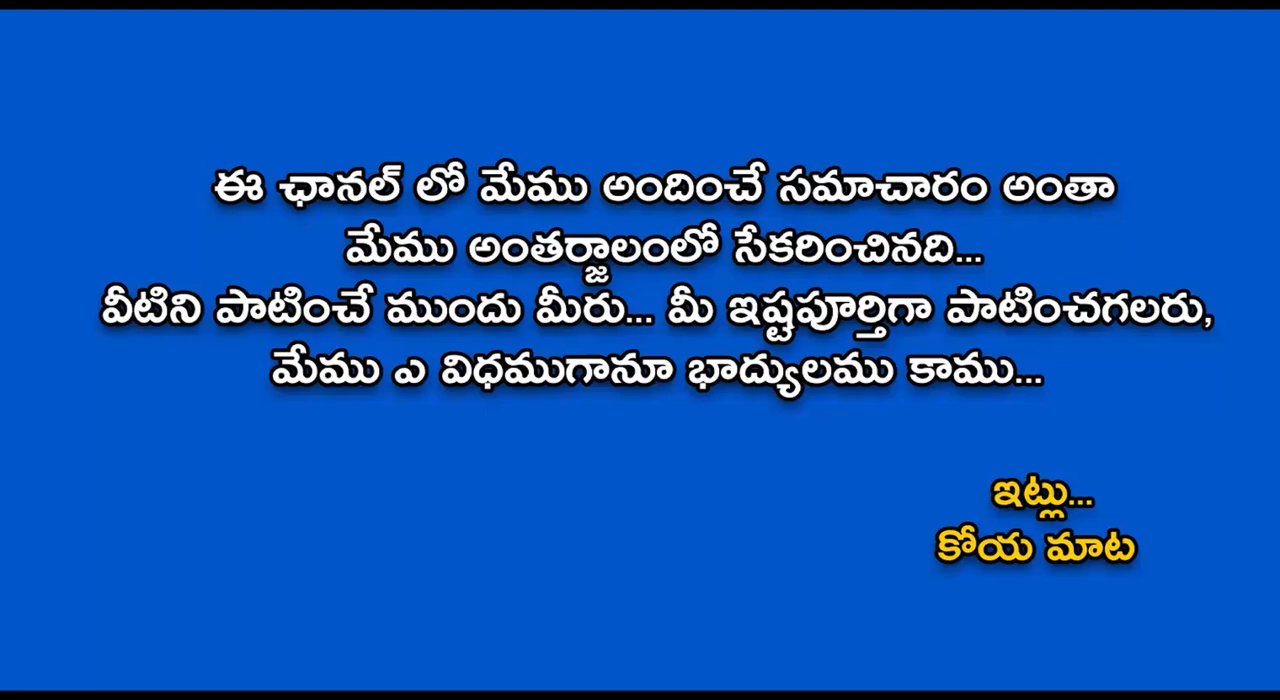 ఈ ఛానల్ లో మేము అందించే సమాచారం అంతా
మేము అంతర్జాలంలో సేకరించినది...
వీటిని పాటించే ముందు మీరు... మీ ఇష్టపూర్తిగా పాటించగలరు,
మేము ఎ విధముగానూ భాద్యులము కాము...
ఇట్లు...
కోయ మాట